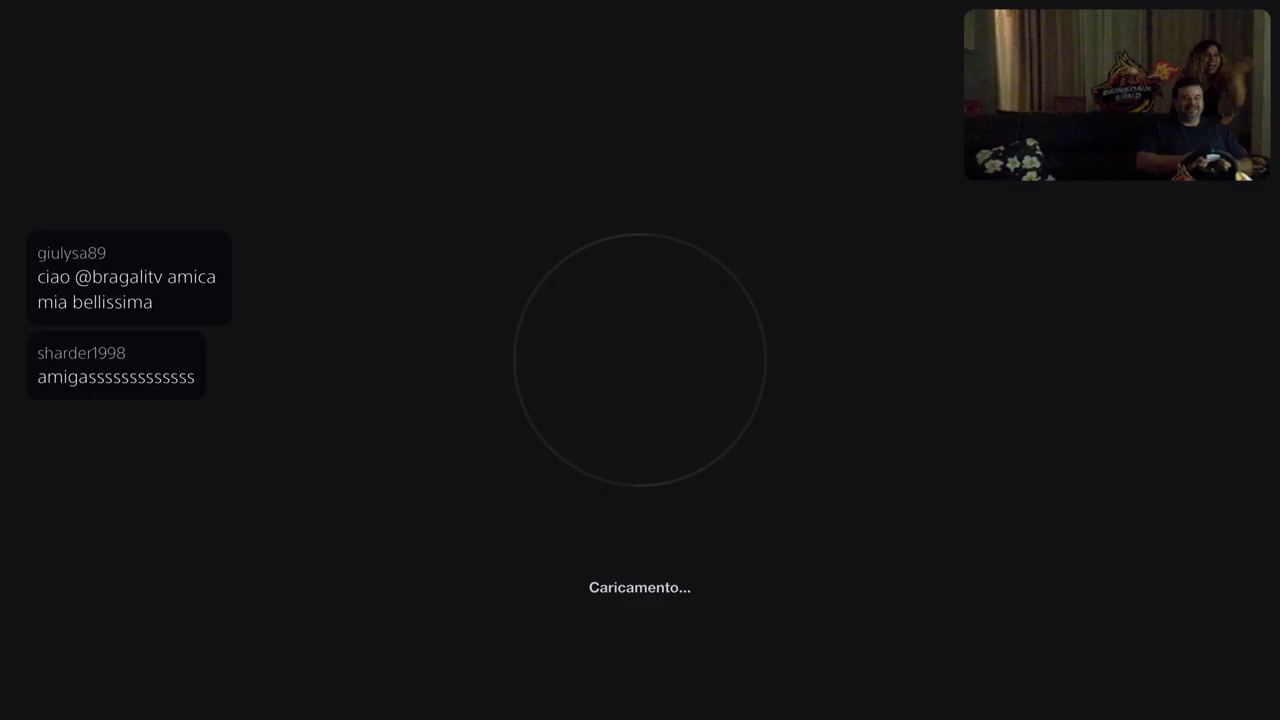 giulysa89
ciao @bragalitv amica
mia bellissima
sharder1998
amigasssssssssssss
Caricamento...